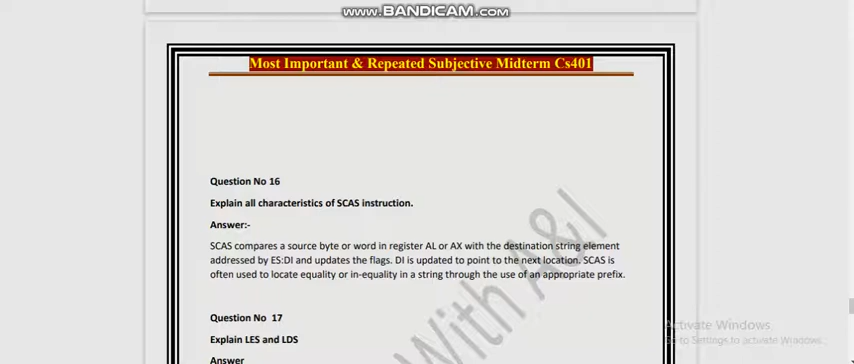 WWW.BANDICAM.COM
Most Important & Repeated Subjective Midterm Cs401
Question No 16
Explain all characteristics of SCAS instruction.
Answer:-
SCAS compares a source byte or word in register AL or AX with the destination string element
addressed by ES:DI and updates the flags. DI is updated to point to the next location. SCAS is
often used to locate equality or in-equality in a string through the use of an appropriate prefix.
Question No 17
Explain LES and LDS
Answer
With A&I
Activate Windows
Go to Settings to activate Windows.